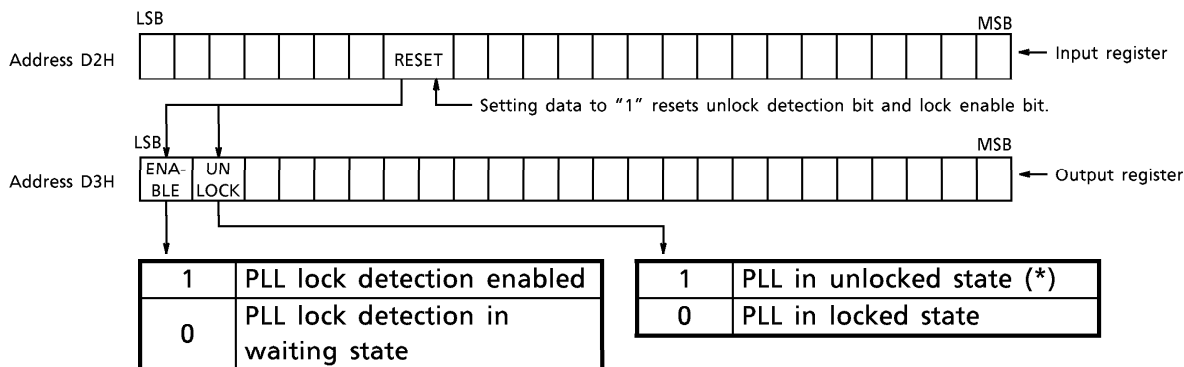 LSB MSB
Address D2H RESET Input register
Setting data to "1" resets unlock detection bit and lock enable bit.
LSB MSB
Address D3H ENA-
BLE UN
LOCK Output register
1 PLL lock detection enabled
0 PLL lock detection in
waiting state
1 PLL in unlocked state (*)
0 PLL in locked state